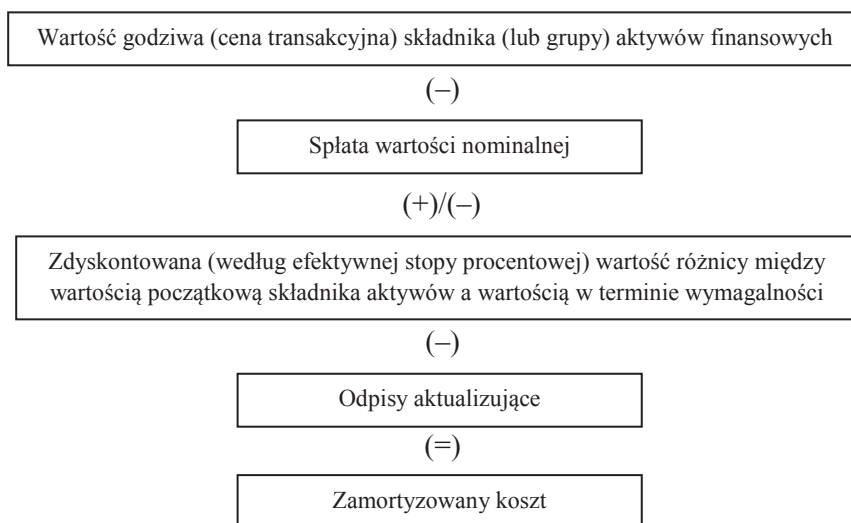 Wartość godziwa (cena transakcyjna) składnika (lub grupy) aktywów finansowych
(–)
Spłata wartości nominalnej
(+)/(–)
Zdyskontowana (według efektywnej stopy procentowej) wartość różnicy między
wartością początkową składnika aktywów a wartością w terminie wymagalności
(–)
Odpisy aktualizujące
(=)
Zamortyzowany koszt